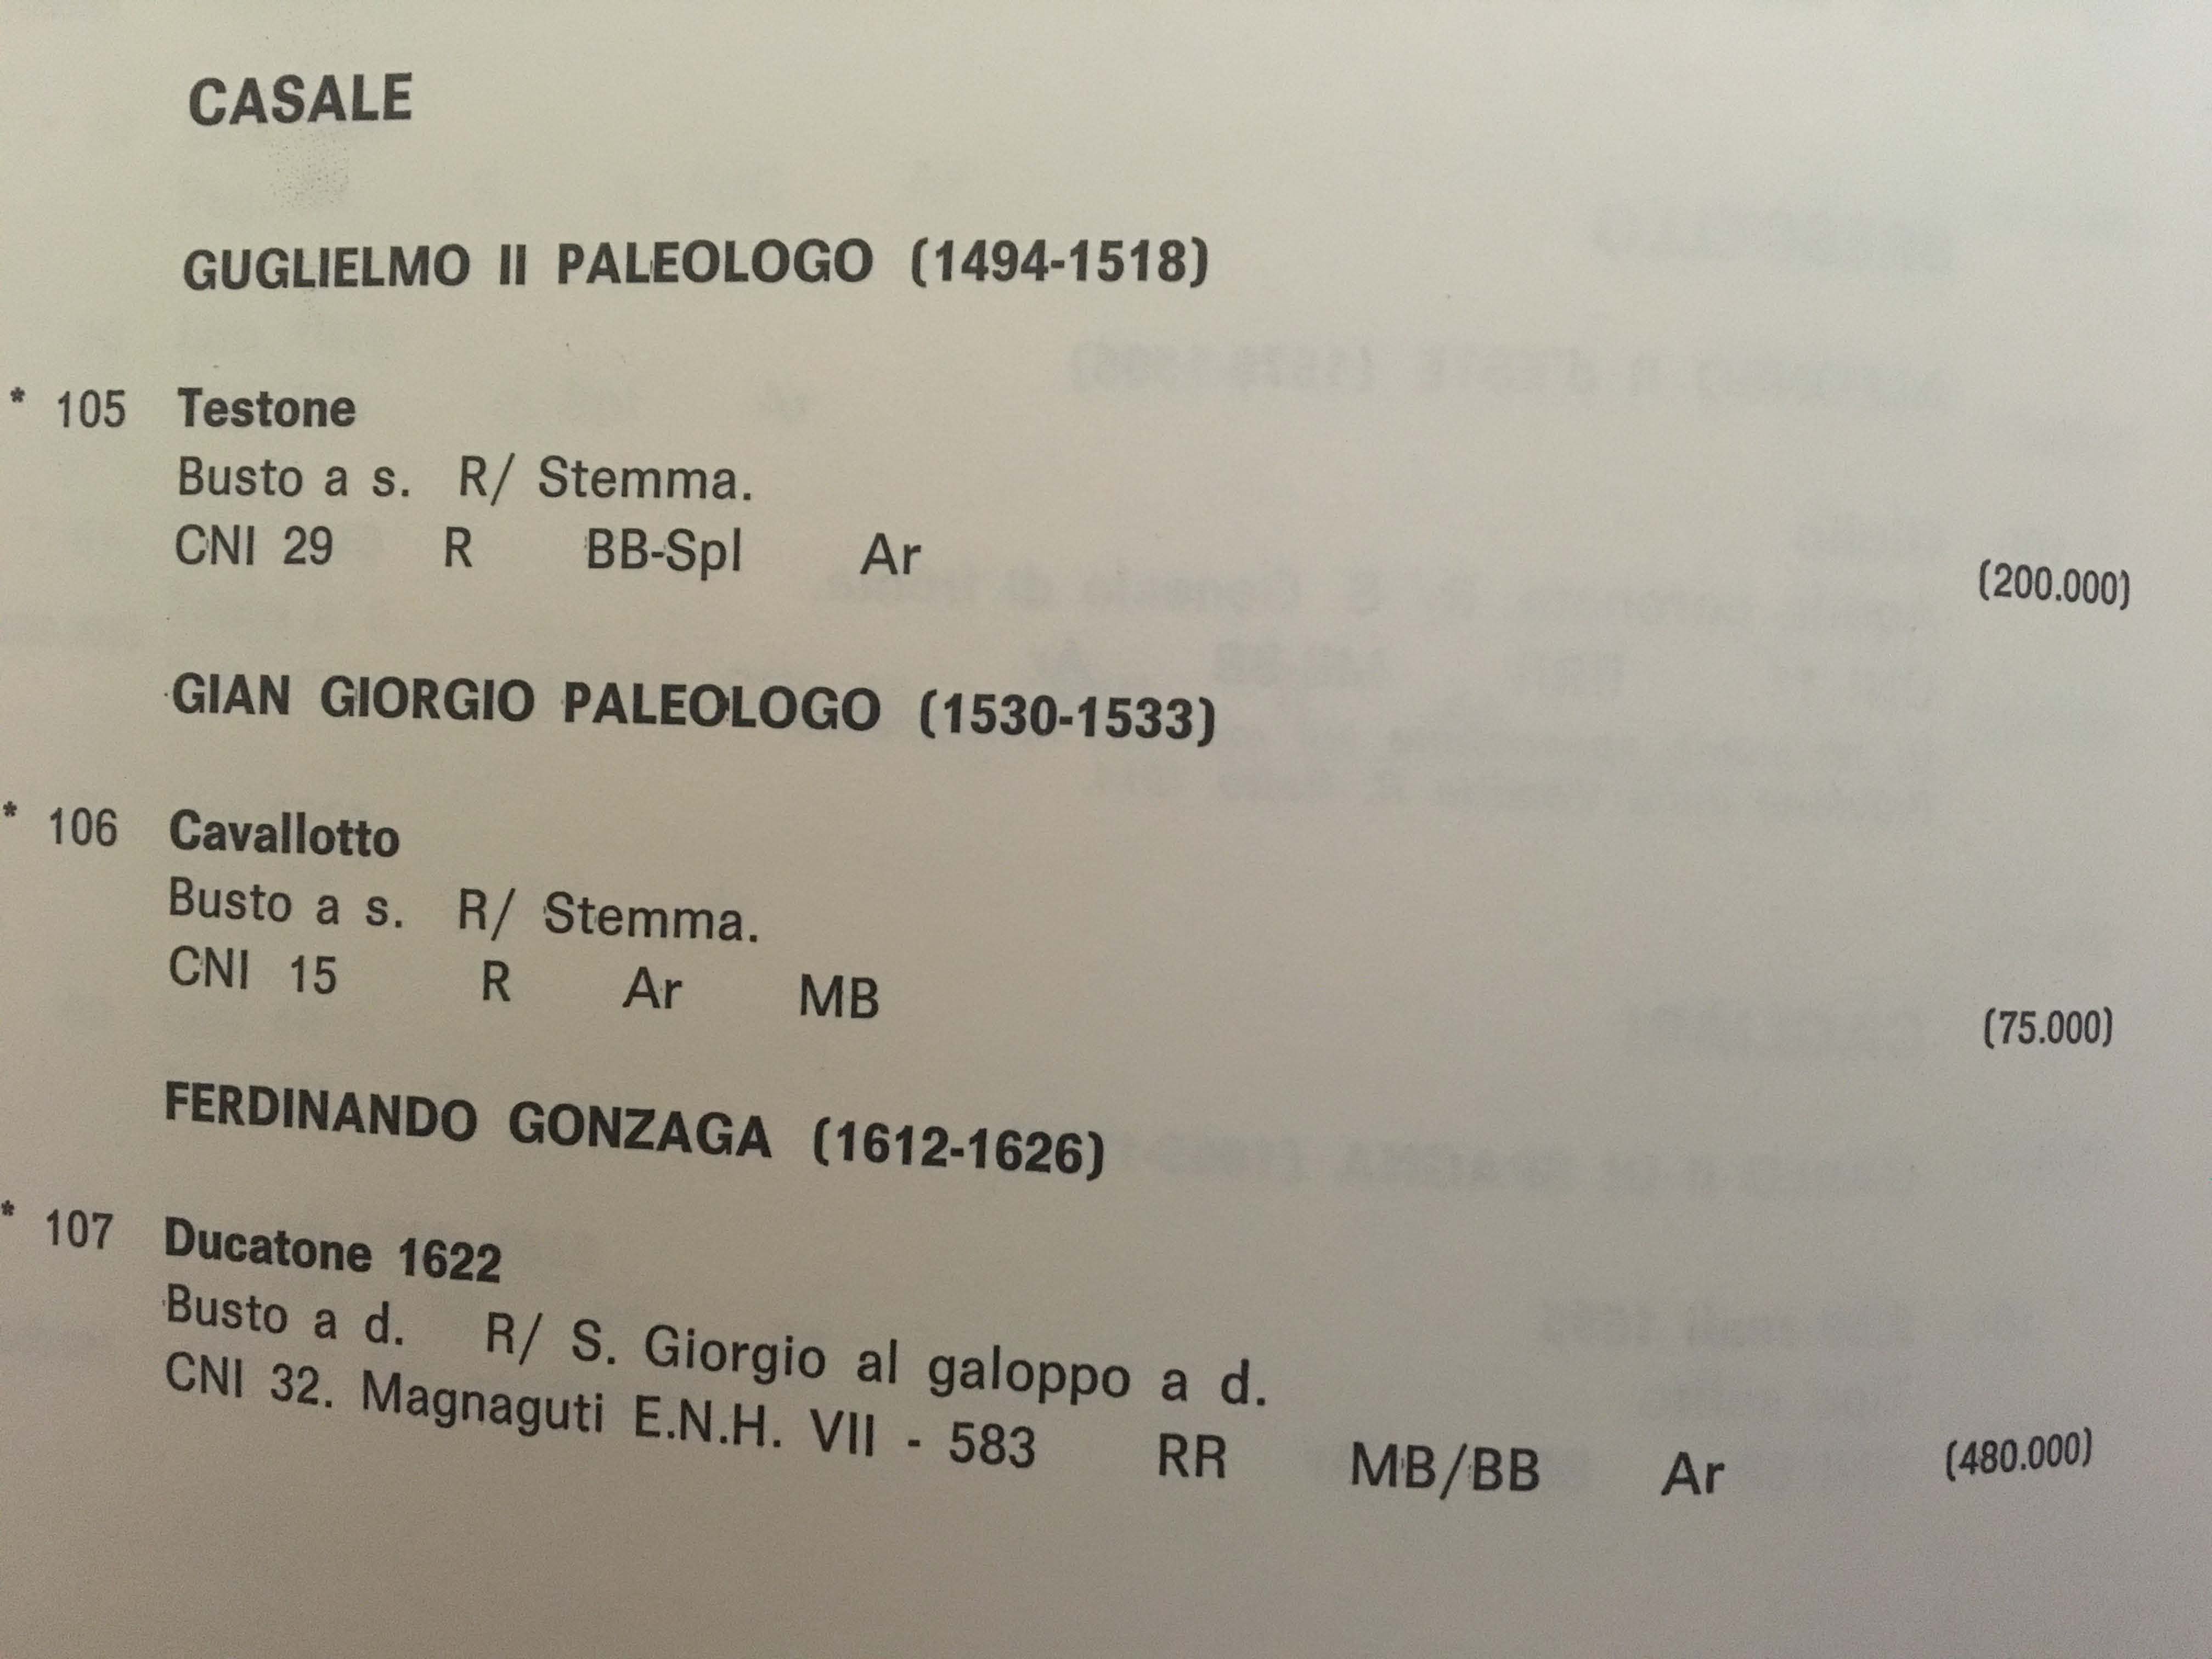 CASALE
GUGLIELMO II PALEOLOGO (1494-1518)
* 105 Testone
Busto a s. R/ Stemma.
CNI 29 R BB-Spl Ar (200.000)
GIAN GIORGIO PALEOLOGO (1530-1533)
* 106 Cavallotto
Busto a s. R/ Stemma.
CNI 15 R Ar MB (75.000)
FERDINANDO GONZAGA (1612-1626)
* 107 Ducatone 1622
Busto a d. R/ S. Giorgio al galoppo a d.
CNI 32. Magnaguti E.N.H. VII - 583 RR MB/BB Ar (480.000)